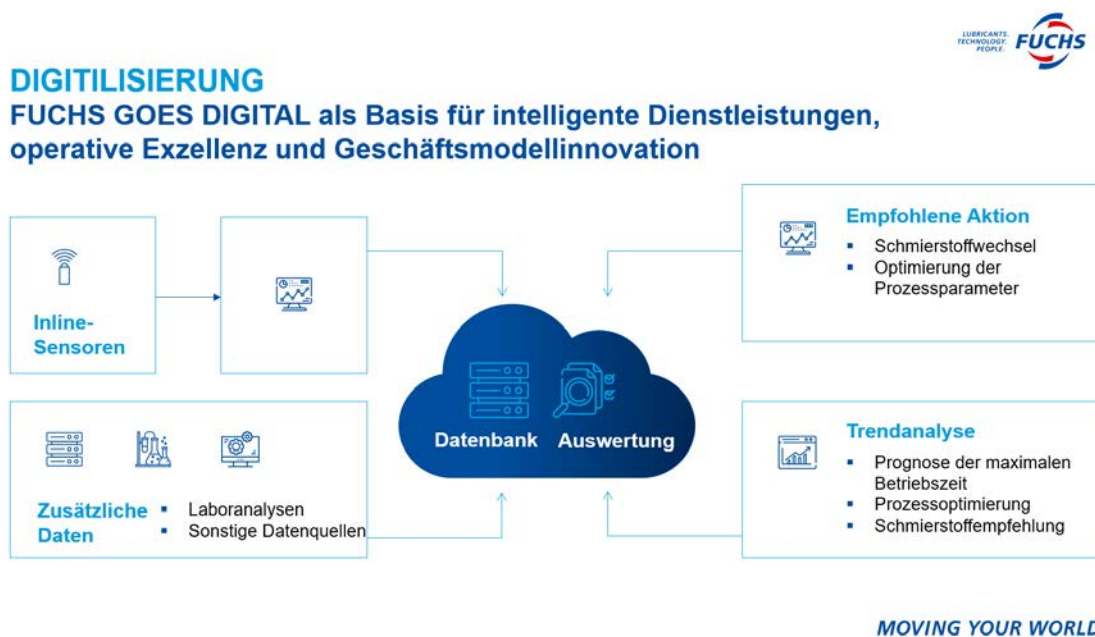 LUBRICANTS.
TECHNOLOGY.
PEOPLE.
FUCHS
DIGITILISIERUNG
FUCHS GOES DIGITAL als Basis für intelligente Dienstleistungen,
operative Exzellenz und Geschäftsmodellinnovation
Inline-
Sensoren
Zusätzliche
Daten
▪ Laboranalysen
▪ Sonstige Datenquellen
Datenbank
Auswertung
Empfohlene Aktion
▪ Schmierstoffwechsel
▪ Optimierung der
Prozessparameter
Trendanalyse
▪ Prognose der maximalen
Betriebszeit
▪ Prozessoptimierung
▪ Schmierstoffempfehlung
MOVING YOUR WORLD